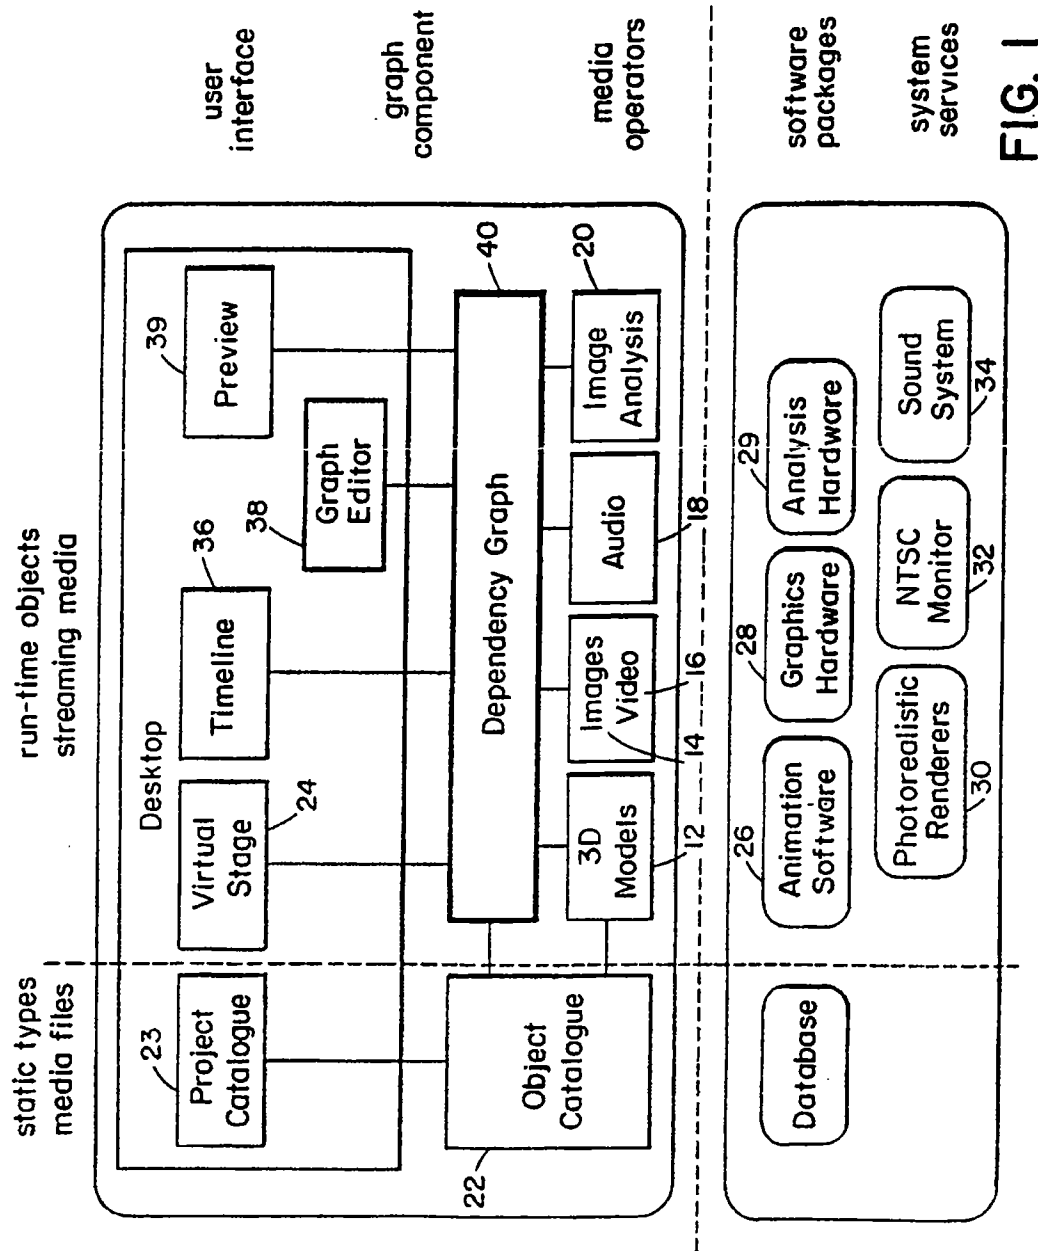 static types
media files
run-time objects
streaming media
Desktop
23
Project
Catalogue
Virtual
Stage
24
Timeline
36
39
Preview
user
interface
38
Graph
Editor
graph
component
22
Object
Catalogue
Dependency Graph
40
3D
Models
12
Images
Video
14
16
Audio
18
Image
Analysis
20
media
operators
Database
26
Animation
Software
28
Graphics
Hardware
29
Analysis
Hardware
software
packages
Photorealistic
Renderers
30
NTSC
Monitor
32
Sound
System
34
system
services
FIG. 1